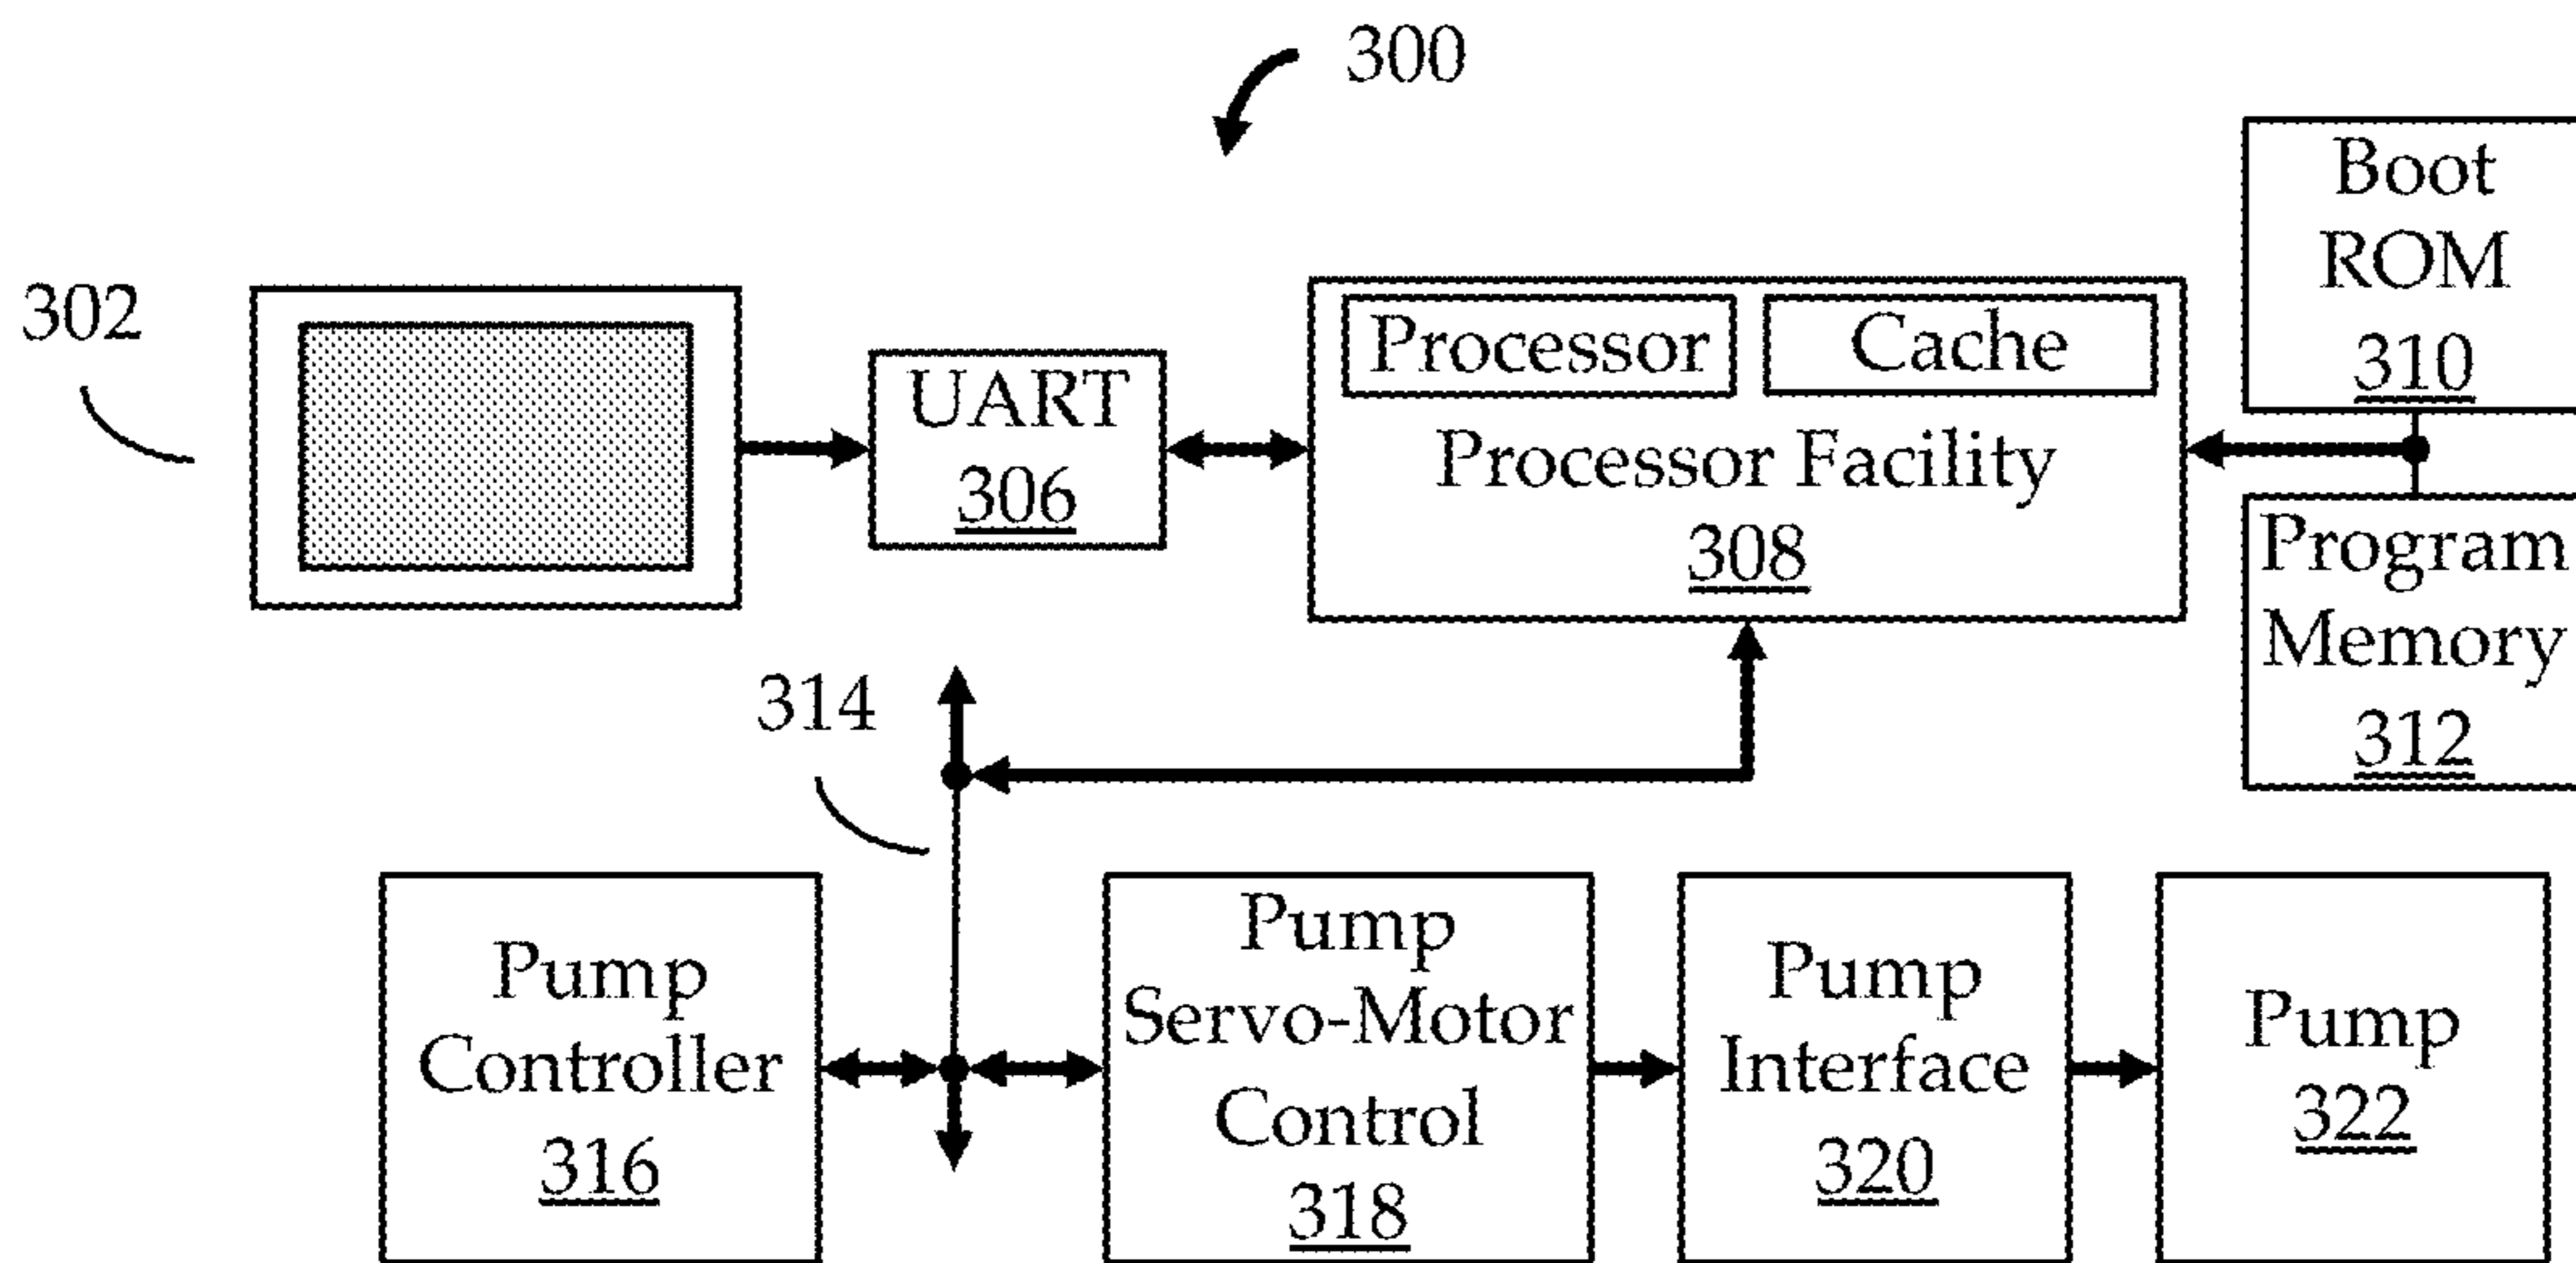 300
302
UART
306
Processor
Cache
Processor Facility
308
Boot
ROM
310
Program
Memory
312
314
Pump
Controller
316
Pump
Servo-Motor
Control
318
Pump
Interface
320
Pump
322